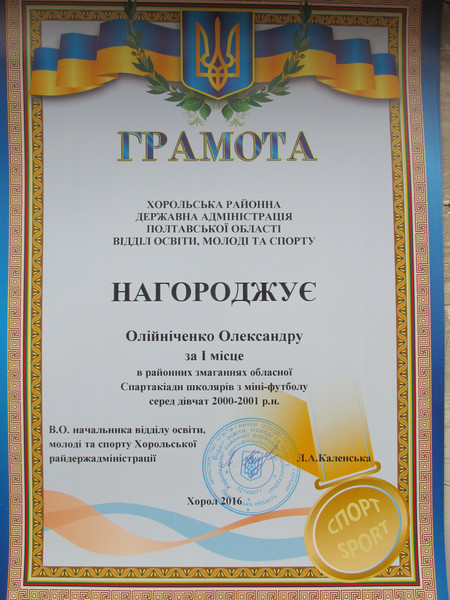 ГРАМОТА
ХОРОЛЬСЬКА РАЙОННА
ДЕРЖАВНА АДМІНІСТРАЦІЯ
ПОЛТАВСЬКОЇ ОБЛАСТІ
ВІДДІЛ ОСВІТИ, МОЛОДІ ТА СПОРТУ
НАГОРОДЖУЄ
Олійніченко Олександру
за І місце
в районних змаганнях обласної
Спартакіади школярів з міні-футболу
серед дівчат 2000-2001 р.н.
В.О. начальника відділу освіти,
молоді та спорту Хорольської
райдержадміністрації
Л.А.Каленська
Хорол 2016
СПОРТ
SPORT